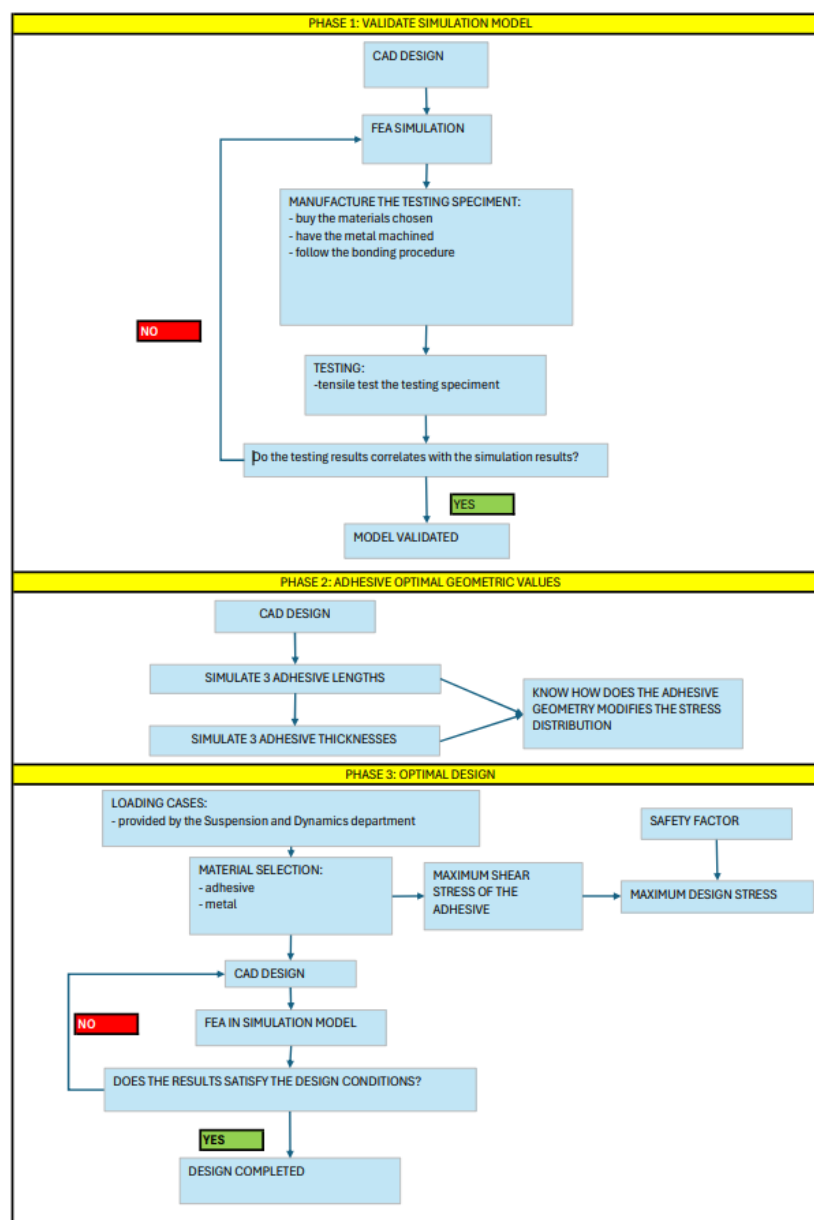 PHASE 1: VALIDATE SIMULATION MODEL
CAD DESIGN
FEA SIMULATION
MANUFACTURE THE TESTING SPECIMENT:
- buy the materials chosen
- have the metal machined
- follow the bonding procedure
NO
TESTING:
-tensile test the testing speciment
Do the testing results correlates with the simulation results?
YES
MODEL VALIDATED
PHASE 2: ADHESIVE OPTIMAL GEOMETRIC VALUES
CAD DESIGN
SIMULATE 3 ADHESIVE LENGTHS
KNOW HOW DOES THE ADHESIVE
GEOMETRY MODIFIES THE STRESS
DISTRIBUTION
SIMULATE 3 ADHESIVE THICKNESSES
PHASE 3: OPTIMAL DESIGN
LOADING CASES:
- provided by the Suspension and Dynamics department
SAFETY FACTOR
MATERIAL SELECTION:
- adhesive
- metal
MAXIMUM SHEAR
STRESS OF THE
ADHESIVE
MAXIMUM DESIGN STRESS
CAD DESIGN
NO
FEA IN SIMULATION MODEL
DOES THE RESULTS SATISFY THE DESIGN CONDITIONS?
YES
DESIGN COMPLETED